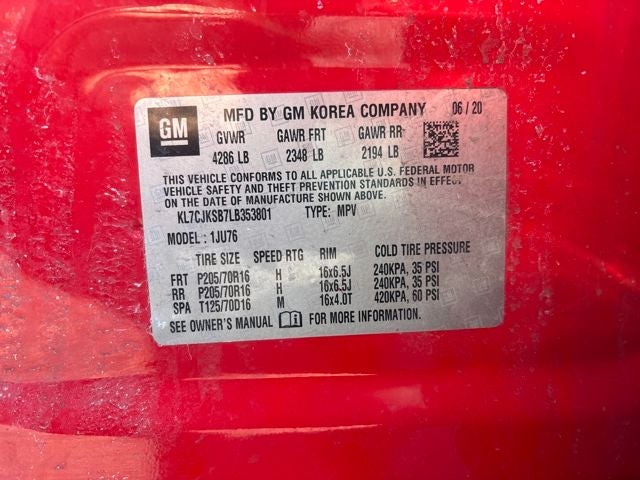 GM
MFD BY GM KOREA COMPANY 06 / 20
GVWR GAWR FRT GAWR RR
4286 LB 2348 LB 2194 LB
THIS VEHICLE CONFORMS TO ALL APPLICABLE U.S. FEDERAL MOTOR
VEHICLE SAFETY AND THEFT PREVENTION STANDARDS IN EFFECT
ON THE DATE OF MANUFACTURE SHOWN ABOVE.
KL7CJKSB7LB353801 TYPE: MPV
MODEL : 1JU76
TIRE SIZE SPEED RTG RIM COLD TIRE PRESSURE
FRT P205/70R16 H 16x6.5J 240KPA, 35 PSI
RR P205/70R16 H 16x6.5J 240KPA, 35 PSI
SPA T125/70D16 M 16x4.0T 420KPA, 60 PSI
SEE OWNER'S MANUAL FOR MORE INFORMATION.